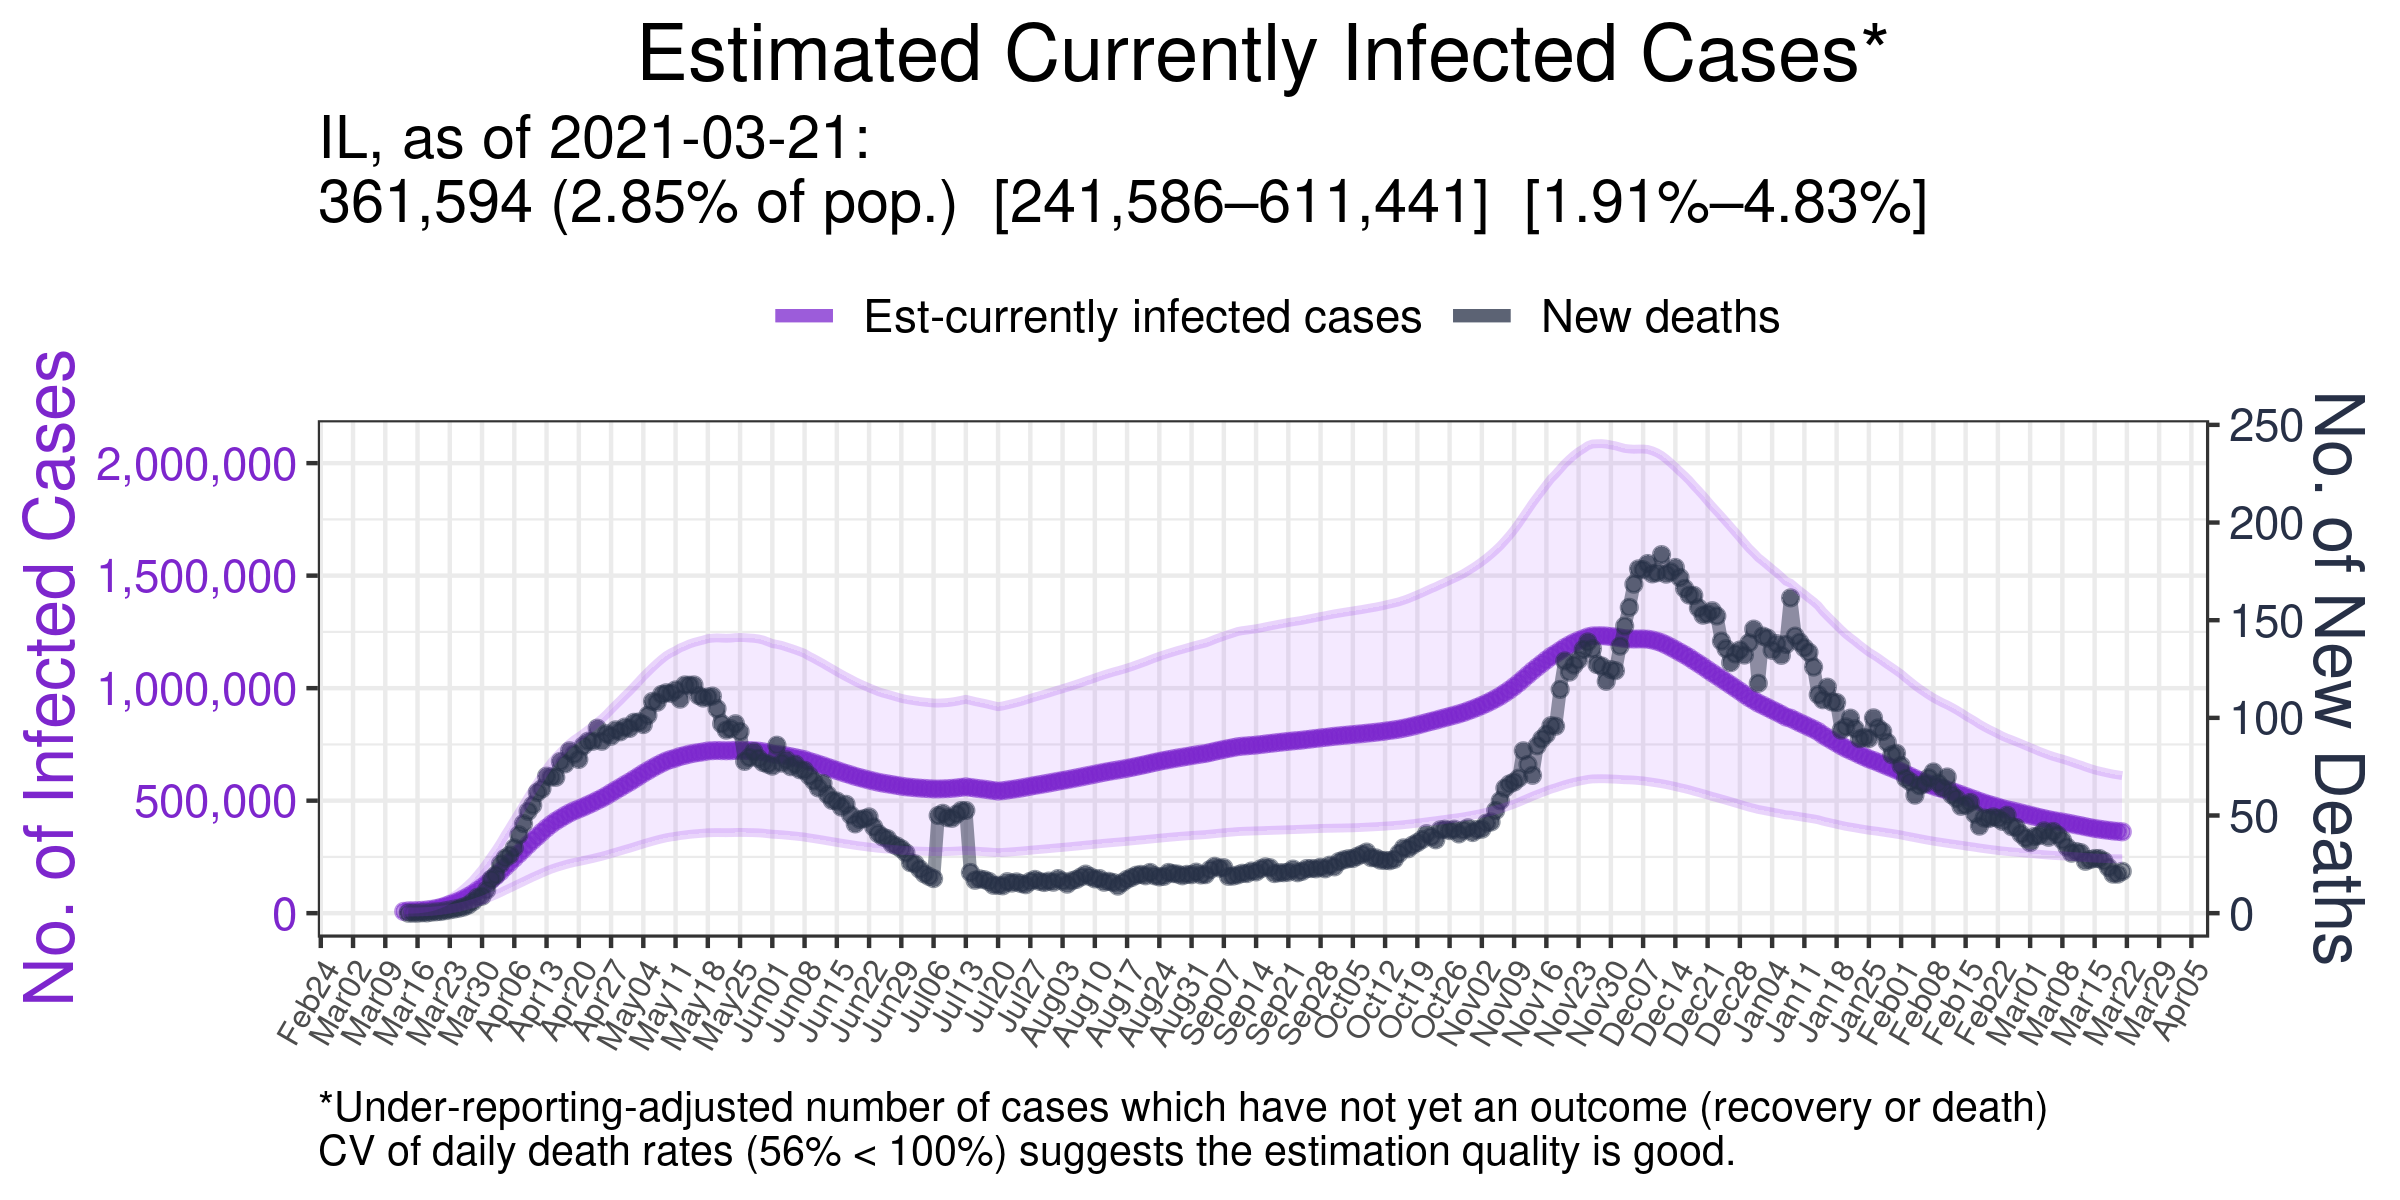 Estimated Currently Infected Cases*
IL, as of 2021-03-21:
361,594 (2.85% of pop.) [241,586–611,441] [1.91%–4.83%]
Est-currently infected cases
New deaths
No. of Infected Cases
2,000,000
1,500,000
1,000,000
500,000
0
250
200
150
100
50
0
No. of New Deaths
Feb24
Mar02
Mar09
Mar16
Mar23
Mar30
Apr06
Apr13
Apr20
Apr27
May04
May11
May18
May25
Jun01
Jun08
Jun15
Jun22
Jun29
Jul06
Jul13
Jul20
Jul27
Aug03
Aug10
Aug17
Aug24
Aug31
Sep07
Sep14
Sep21
Sep28
Oct05
Oct12
Oct19
Oct26
Nov02
Nov09
Nov16
Nov23
Nov30
Dec07
Dec14
Dec21
Dec28
Jan04
Jan11
Jan18
Jan25
Feb01
Feb08
Feb15
Feb22
Mar01
Mar08
Mar15
Mar22
Mar29
Apr05
*Under-reporting-adjusted number of cases which have not yet an outcome (recovery or death)
CV of daily death rates (56% < 100%) suggests the estimation quality is good.